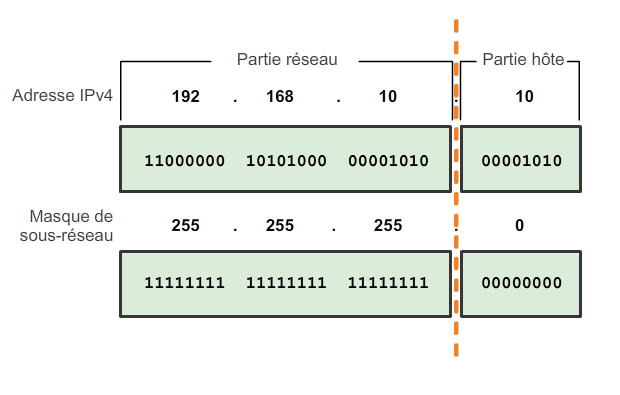 Partie réseau Partie hôte
Adresse IPv4 192 . 168 . 10 . 10
11000000 10101000 00001010 00001010
Masque de
sous-réseau 255 . 255 . 255 . 0
11111111 11111111 11111111 00000000